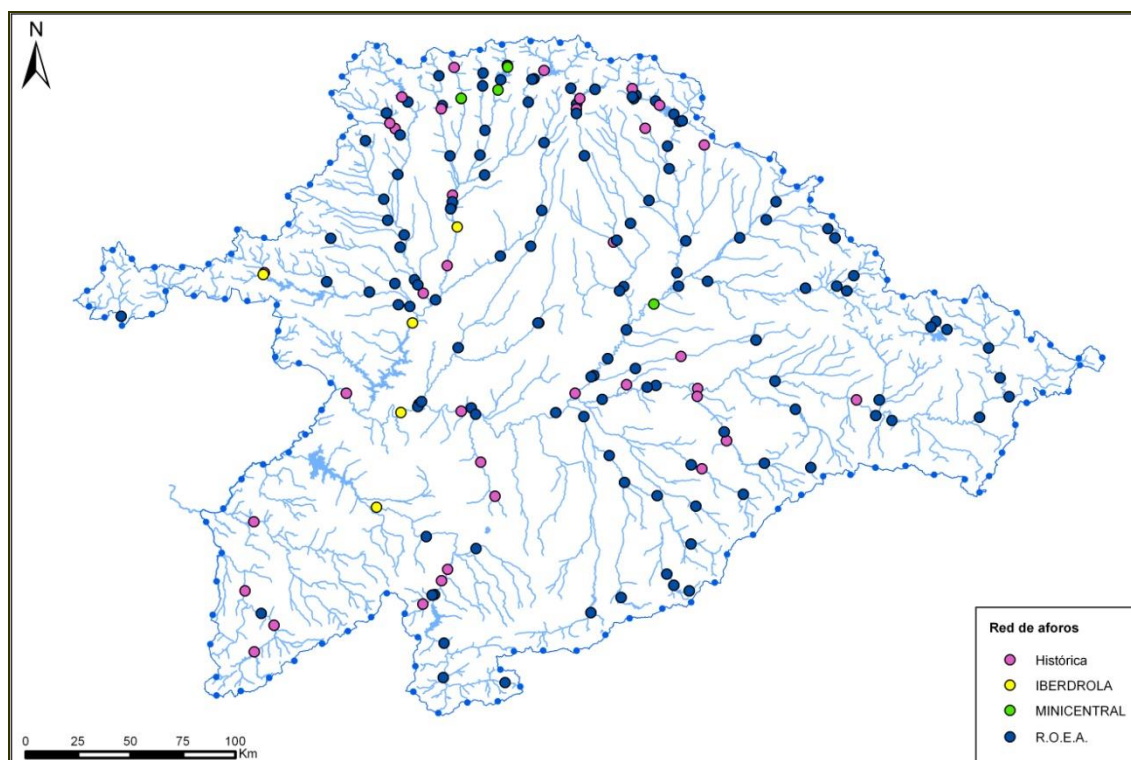 N
Red de aforos
Histórica
IBERDROLA
MINICENTRAL
R.O.E.A.
0 25 50 75 100
Km